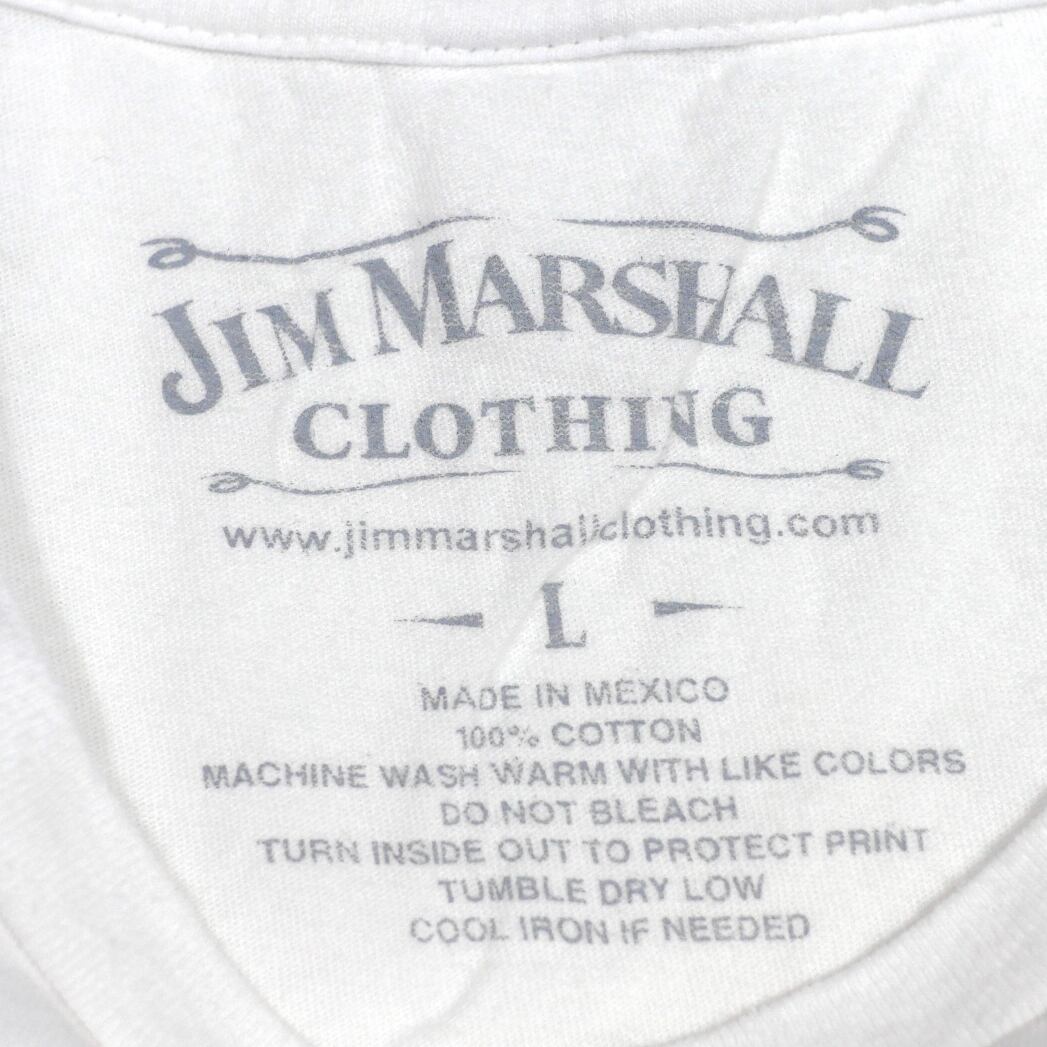 JIM MARSHALL
CLOTHING
www.jimmarshallclothing.com
L
MADE IN MEXICO
100% COTTON
MACHINE WASH WARM WITH LIKE COLORS
DO NOT BLEACH
TURN INSIDE OUT TO PROTECT PRINT
TUMBLE DRY LOW
COOL IRON IF NEEDED